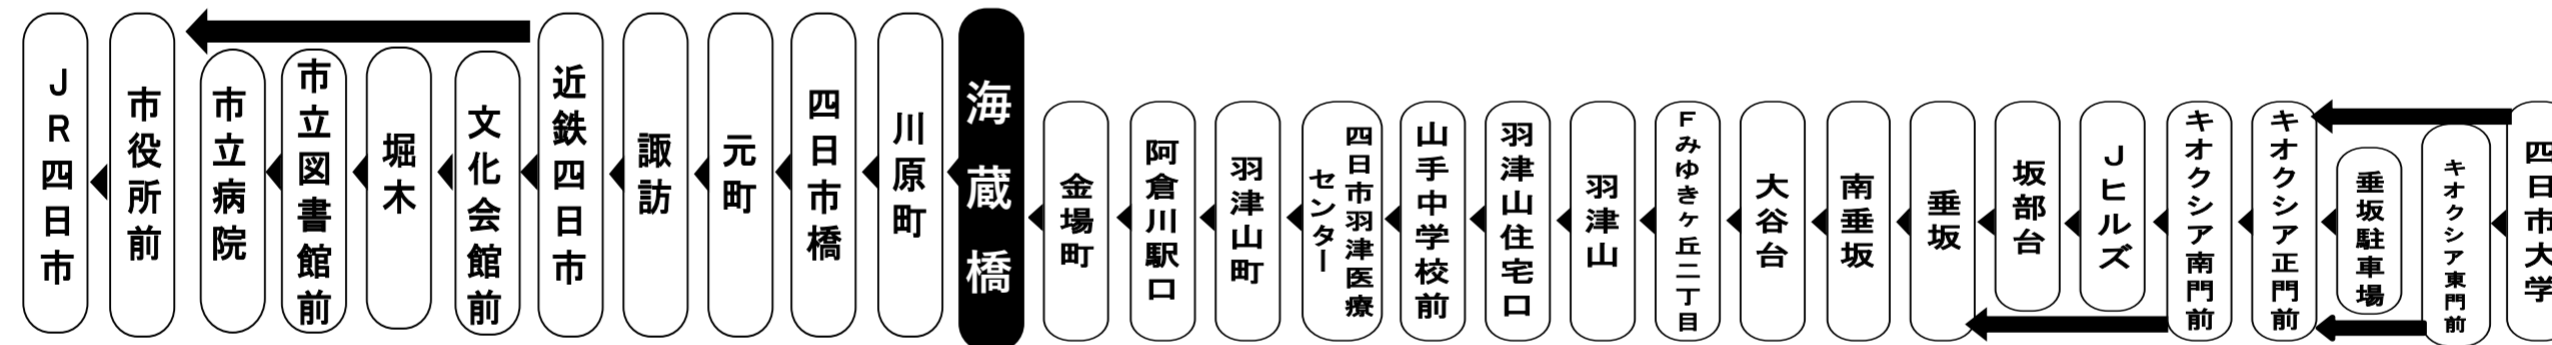 ＪＲ四日市
市役所前
市立病院
市立図書館前
堀木
文化会館前
近鉄四日市
諏訪
元町
四日市橋
川原町
海蔵橋
金場町
阿倉川駅口
羽津山町
四日市羽津医療
センター
山手中学校前
羽津山住宅口
羽津山
Ｆみゆきヶ丘二丁目
大谷台
南垂坂
垂坂
坂部台
Ｊヒルズ
キオクシア南門前
キオクシア正門前
垂坂駐車場
キオクシア東門前
四日市大学